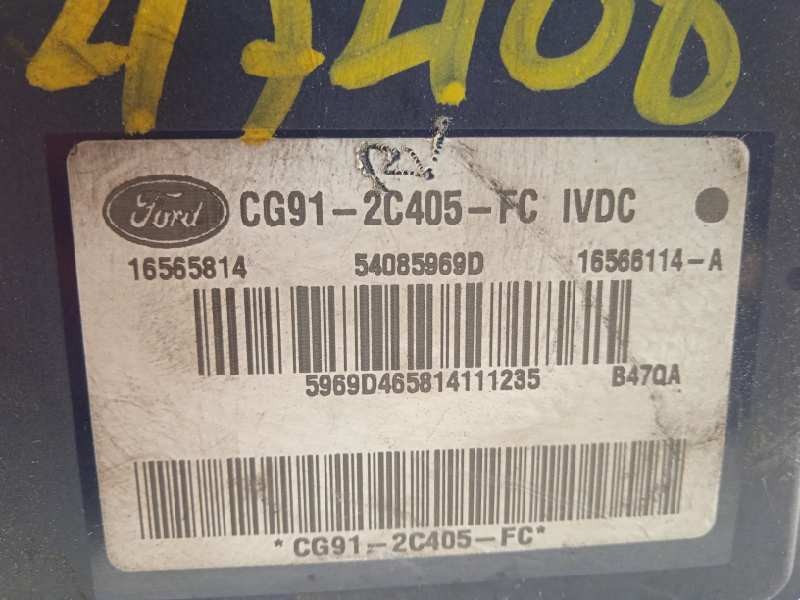 47408
Ford CG91-2C405-FC IVDC
16565814 54085969D 16566114-A
5969D465814111235 B47QA
*CG91-2C405-FC*